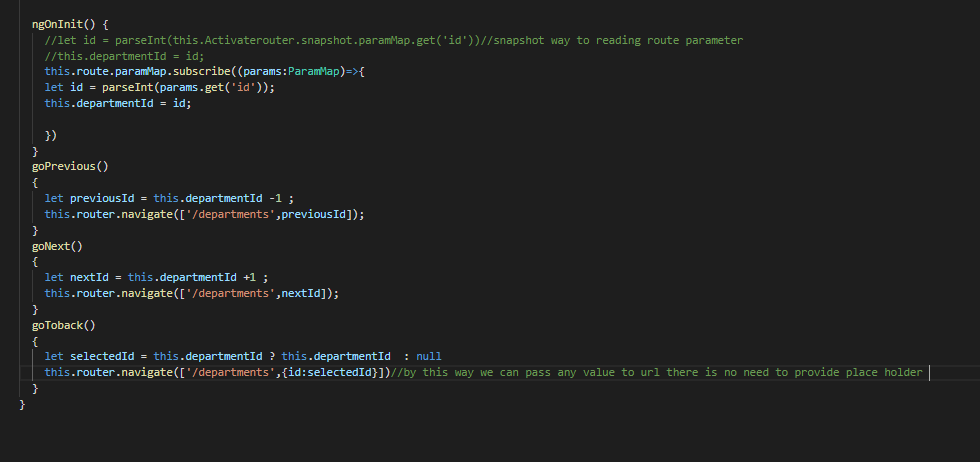 ngOnInit() {
//let id = parseInt(this.Activaterouter.snapshot.paramMap.get('id'))//snapshot way to reading route parameter
//this.departmentId = id;
this.route.paramMap.subscribe((params:ParamMap)=>{
let id = parseInt(params.get('id'));
this.departmentId = id;
})
}
goPrevious()
{
let previousId = this.departmentId -1 ;
this.router.navigate(['/departments',previousId]);
}
goNext()
{
let nextId = this.departmentId +1 ;
this.router.navigate(['/departments',nextId]);
}
goToback()
{
let selectedId = this.departmentId ? this.departmentId  : null
this.router.navigate(['/departments',{id:selectedId}])//by this way we can pass any value to url there is no need to provide place holder
}
}